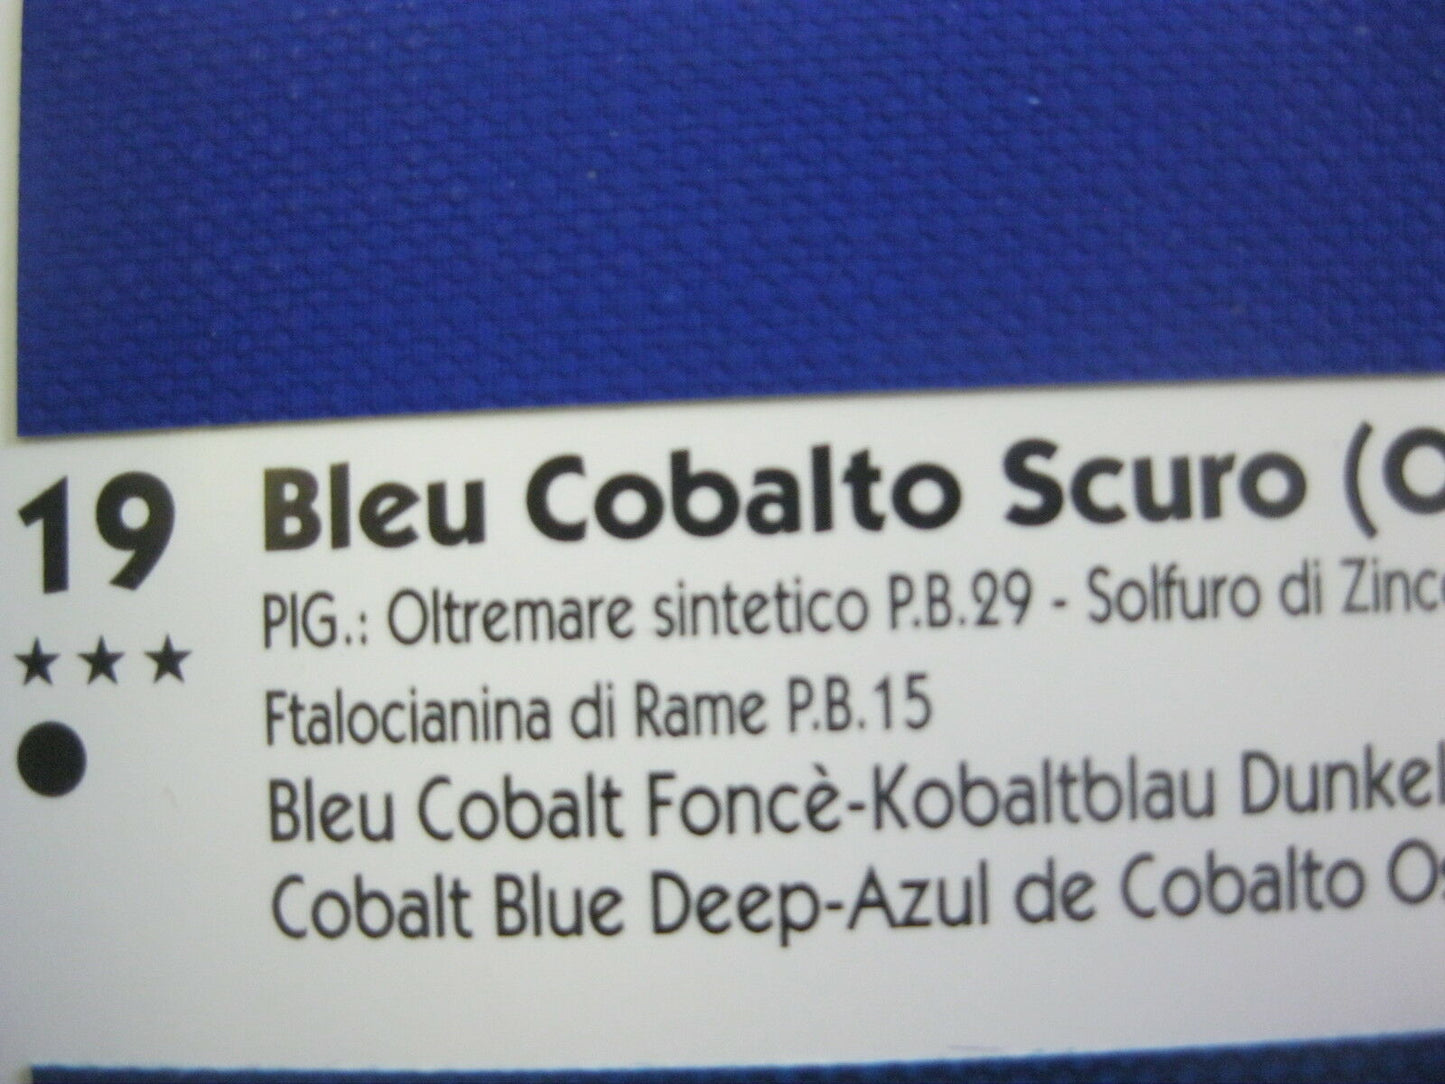 19 Bleu Cobalto Scuro (O
★★★ PIG.: Oltremare sintetico P.B.29 - Solfuro di Zinc
Ftalocianina di Rame P.B.15
Bleu Cobalt Foncè-Kobaltblau Dunkel
Cobalt Blue Deep-Azul de Cobalto Os